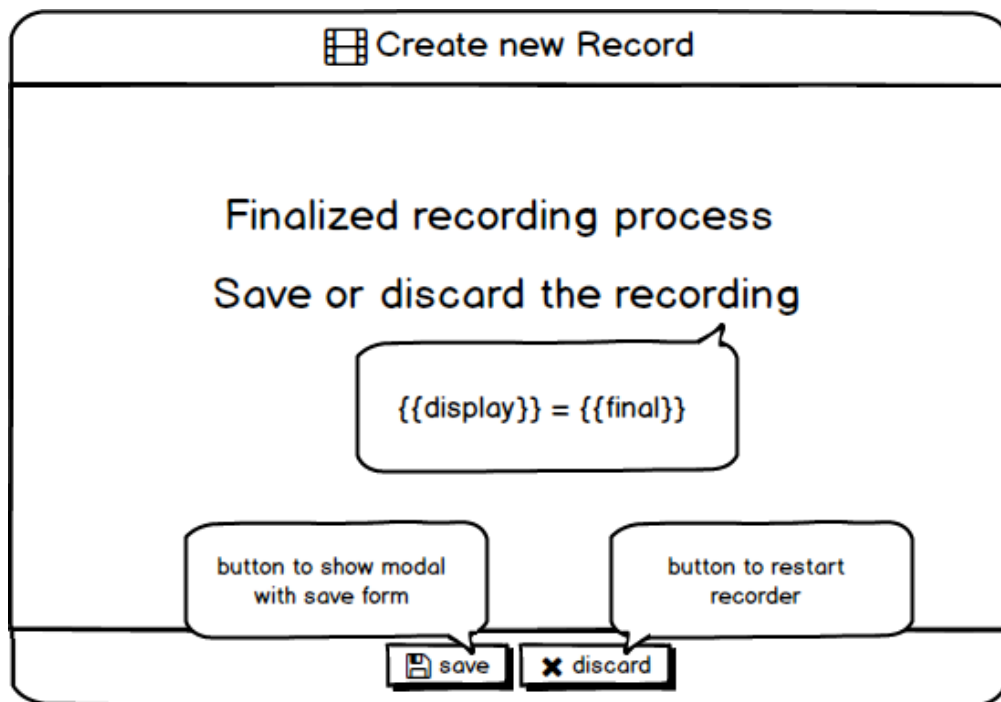 Create new Record
Finalized recording process
Save or discard the recording
{{display}} = {{final}}
button to show modal
with save form
button to restart
recorder
save
discard